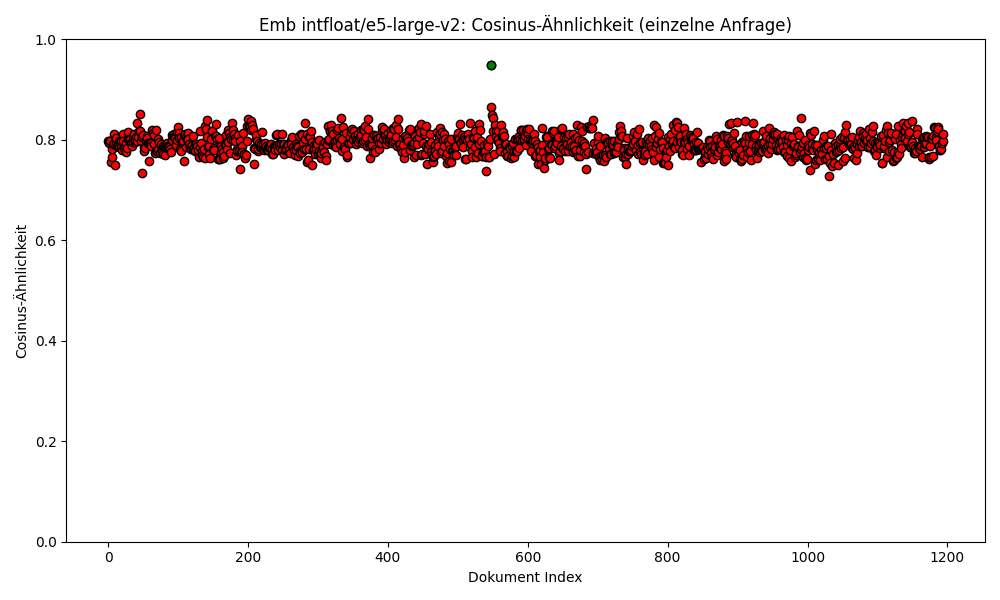 Emb intfloat/e5-large-v2: Cosinus-Ähnlichkeit (einzelne Anfrage)
1.0
0.8
0.6
0.4
0.2
0.0
Cosinus-Ähnlichkeit
0 200 400 600 800 1000 1200
Dokument Index